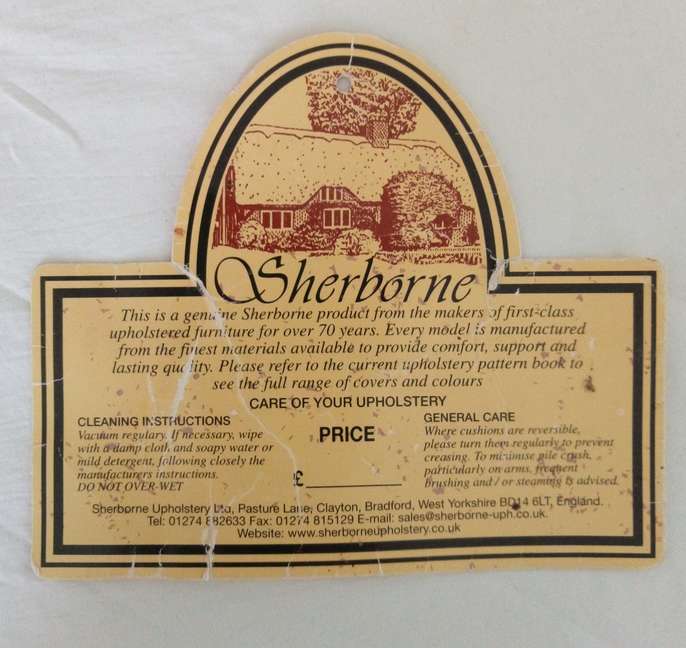 Sherborne
This is a genuine Sherborne product from the makers of first-class
upholstered furniture for over 70 years. Every model is manufactured
from the finest materials available to provide comfort, support and
lasting quality. Please refer to the current upholstery pattern book to
see the full range of covers and colours
CARE OF YOUR UPHOLSTERY
CLEANING INSTRUCTIONS
Vacuum regulary. If necessary, wipe
with a damp cloth and soapy water or
mild detergent, following closely the
manufacturers instructions.
DO NOT OVER-WET
PRICE
£
GENERAL CARE
Where cushions are reversible,
please turn them regularly to prevent
creasing. To minimise pile crush,
particularly on arms, frequent
Brushing and / or steaming is advised.
Sherborne Upholstery Ltd, Pasture Lane, Clayton, Bradford, West Yorkshire BD14 6LT, England.
Tel: 01274 882633 Fax: 01274 815129 E-mail: sales@sherborne-uph.co.uk.
Website: www.sherborneupholstery.co.uk